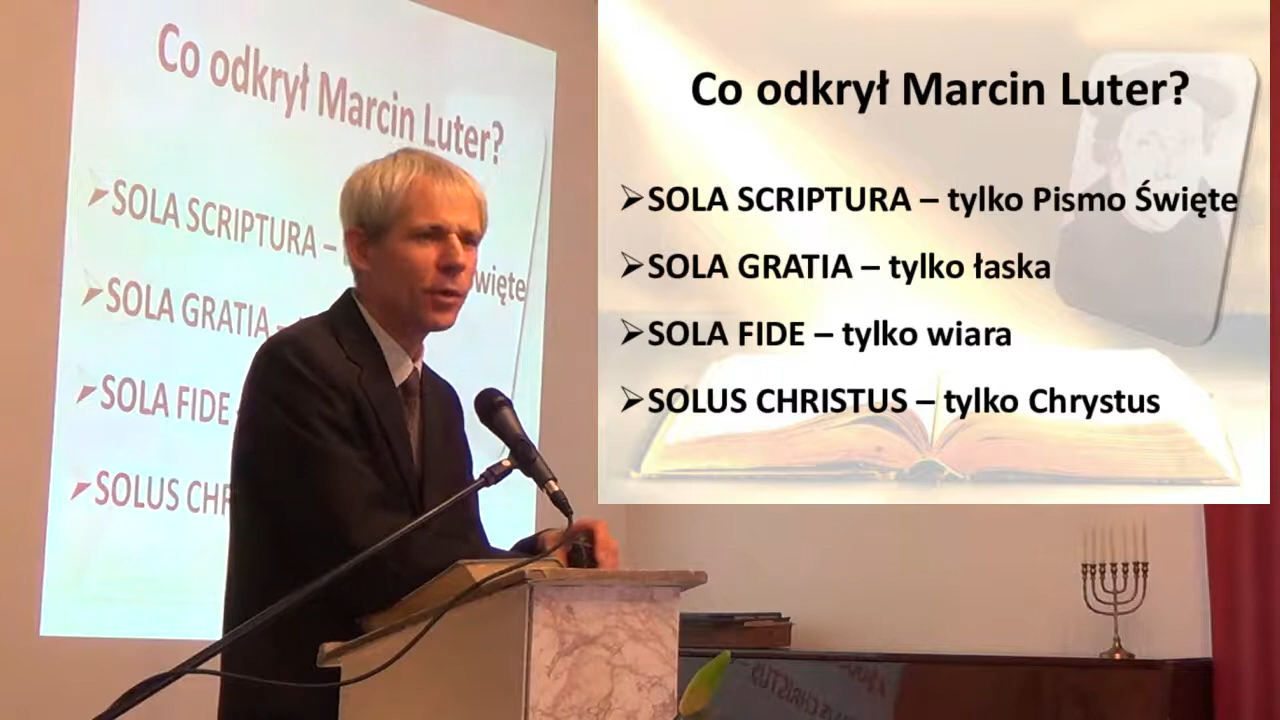 Co odkrył Marcin Luter?
SOLA SCRIPTURA –
więte
SOLA GRATIA –
SOLA FIDE
SOLUS CHR
Co odkrył Marcin Luter?
➢SOLA SCRIPTURA – tylko Pismo Święte
➢SOLA GRATIA – tylko łaska
➢SOLA FIDE – tylko wiara
➢SOLUS CHRISTUS – tylko Chrystus